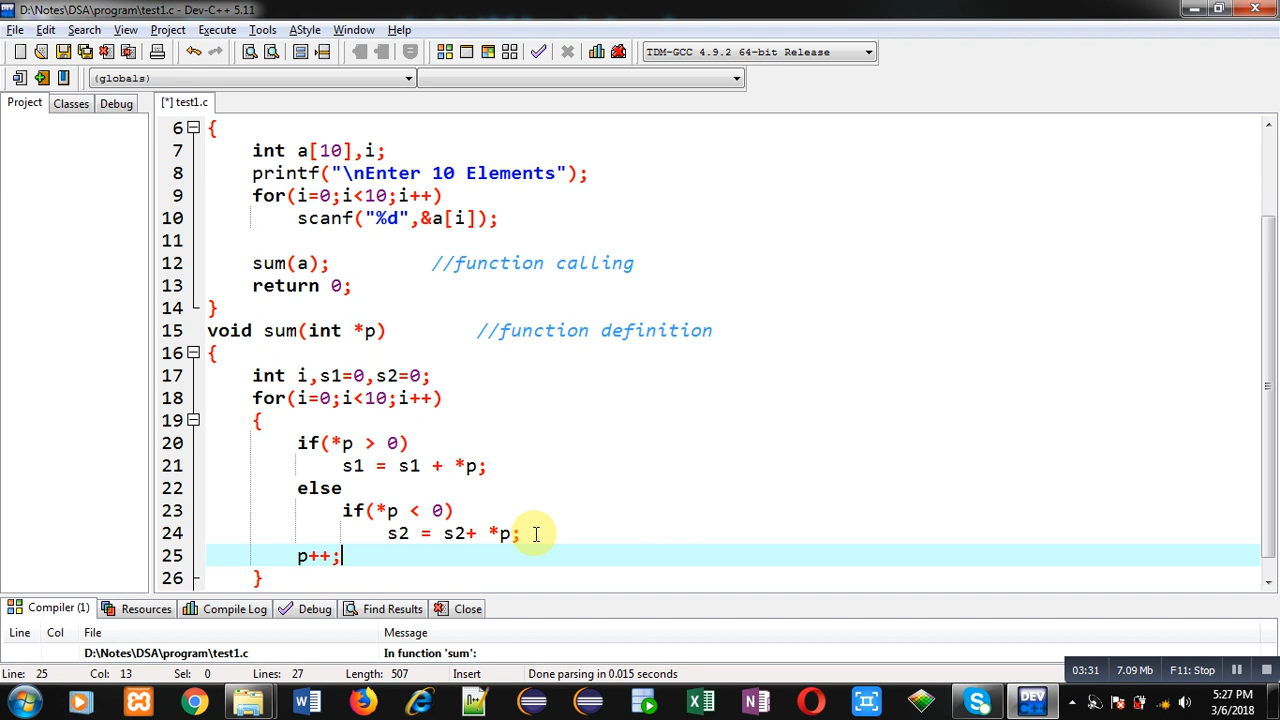 D:\Notes\DSA\program\test1.c - Dev-C++ 5.11
File Edit Search View Project Execute Tools AStyle Window Help
TDM-GCC 4.9.2 64-bit Release
(globals)
Project Classes Debug [*] test1.c
6 {
7 int a[10],i;
8 printf("\nEnter 10 Elements");
9 for(i=0;i<10;i++)
10 scanf("%d",&a[i]);
11
12 sum(a); //function calling
13 return 0;
14 }
15 void sum(int *p) //function definition
16 {
17 int i,s1=0,s2=0;
18 for(i=0;i<10;i++)
19 {
20 if(*p > 0)
21 s1 = s1 + *p;
22 else
23 if(*p < 0)
24 s2 = s2+ *p;
25 p++;
26 }
Compiler (1) Resources Compile Log Debug Find Results Close
Line Col File Message
D:\Notes\DSA\program\test1.c In function 'sum':
Line: 25 Col: 13 Sel: 0 Lines: 27 Length: 507 Insert Done parsing in 0.015 seconds
03:31 7.09 Mb F11: Stop
5:27 PM
3/6/2018